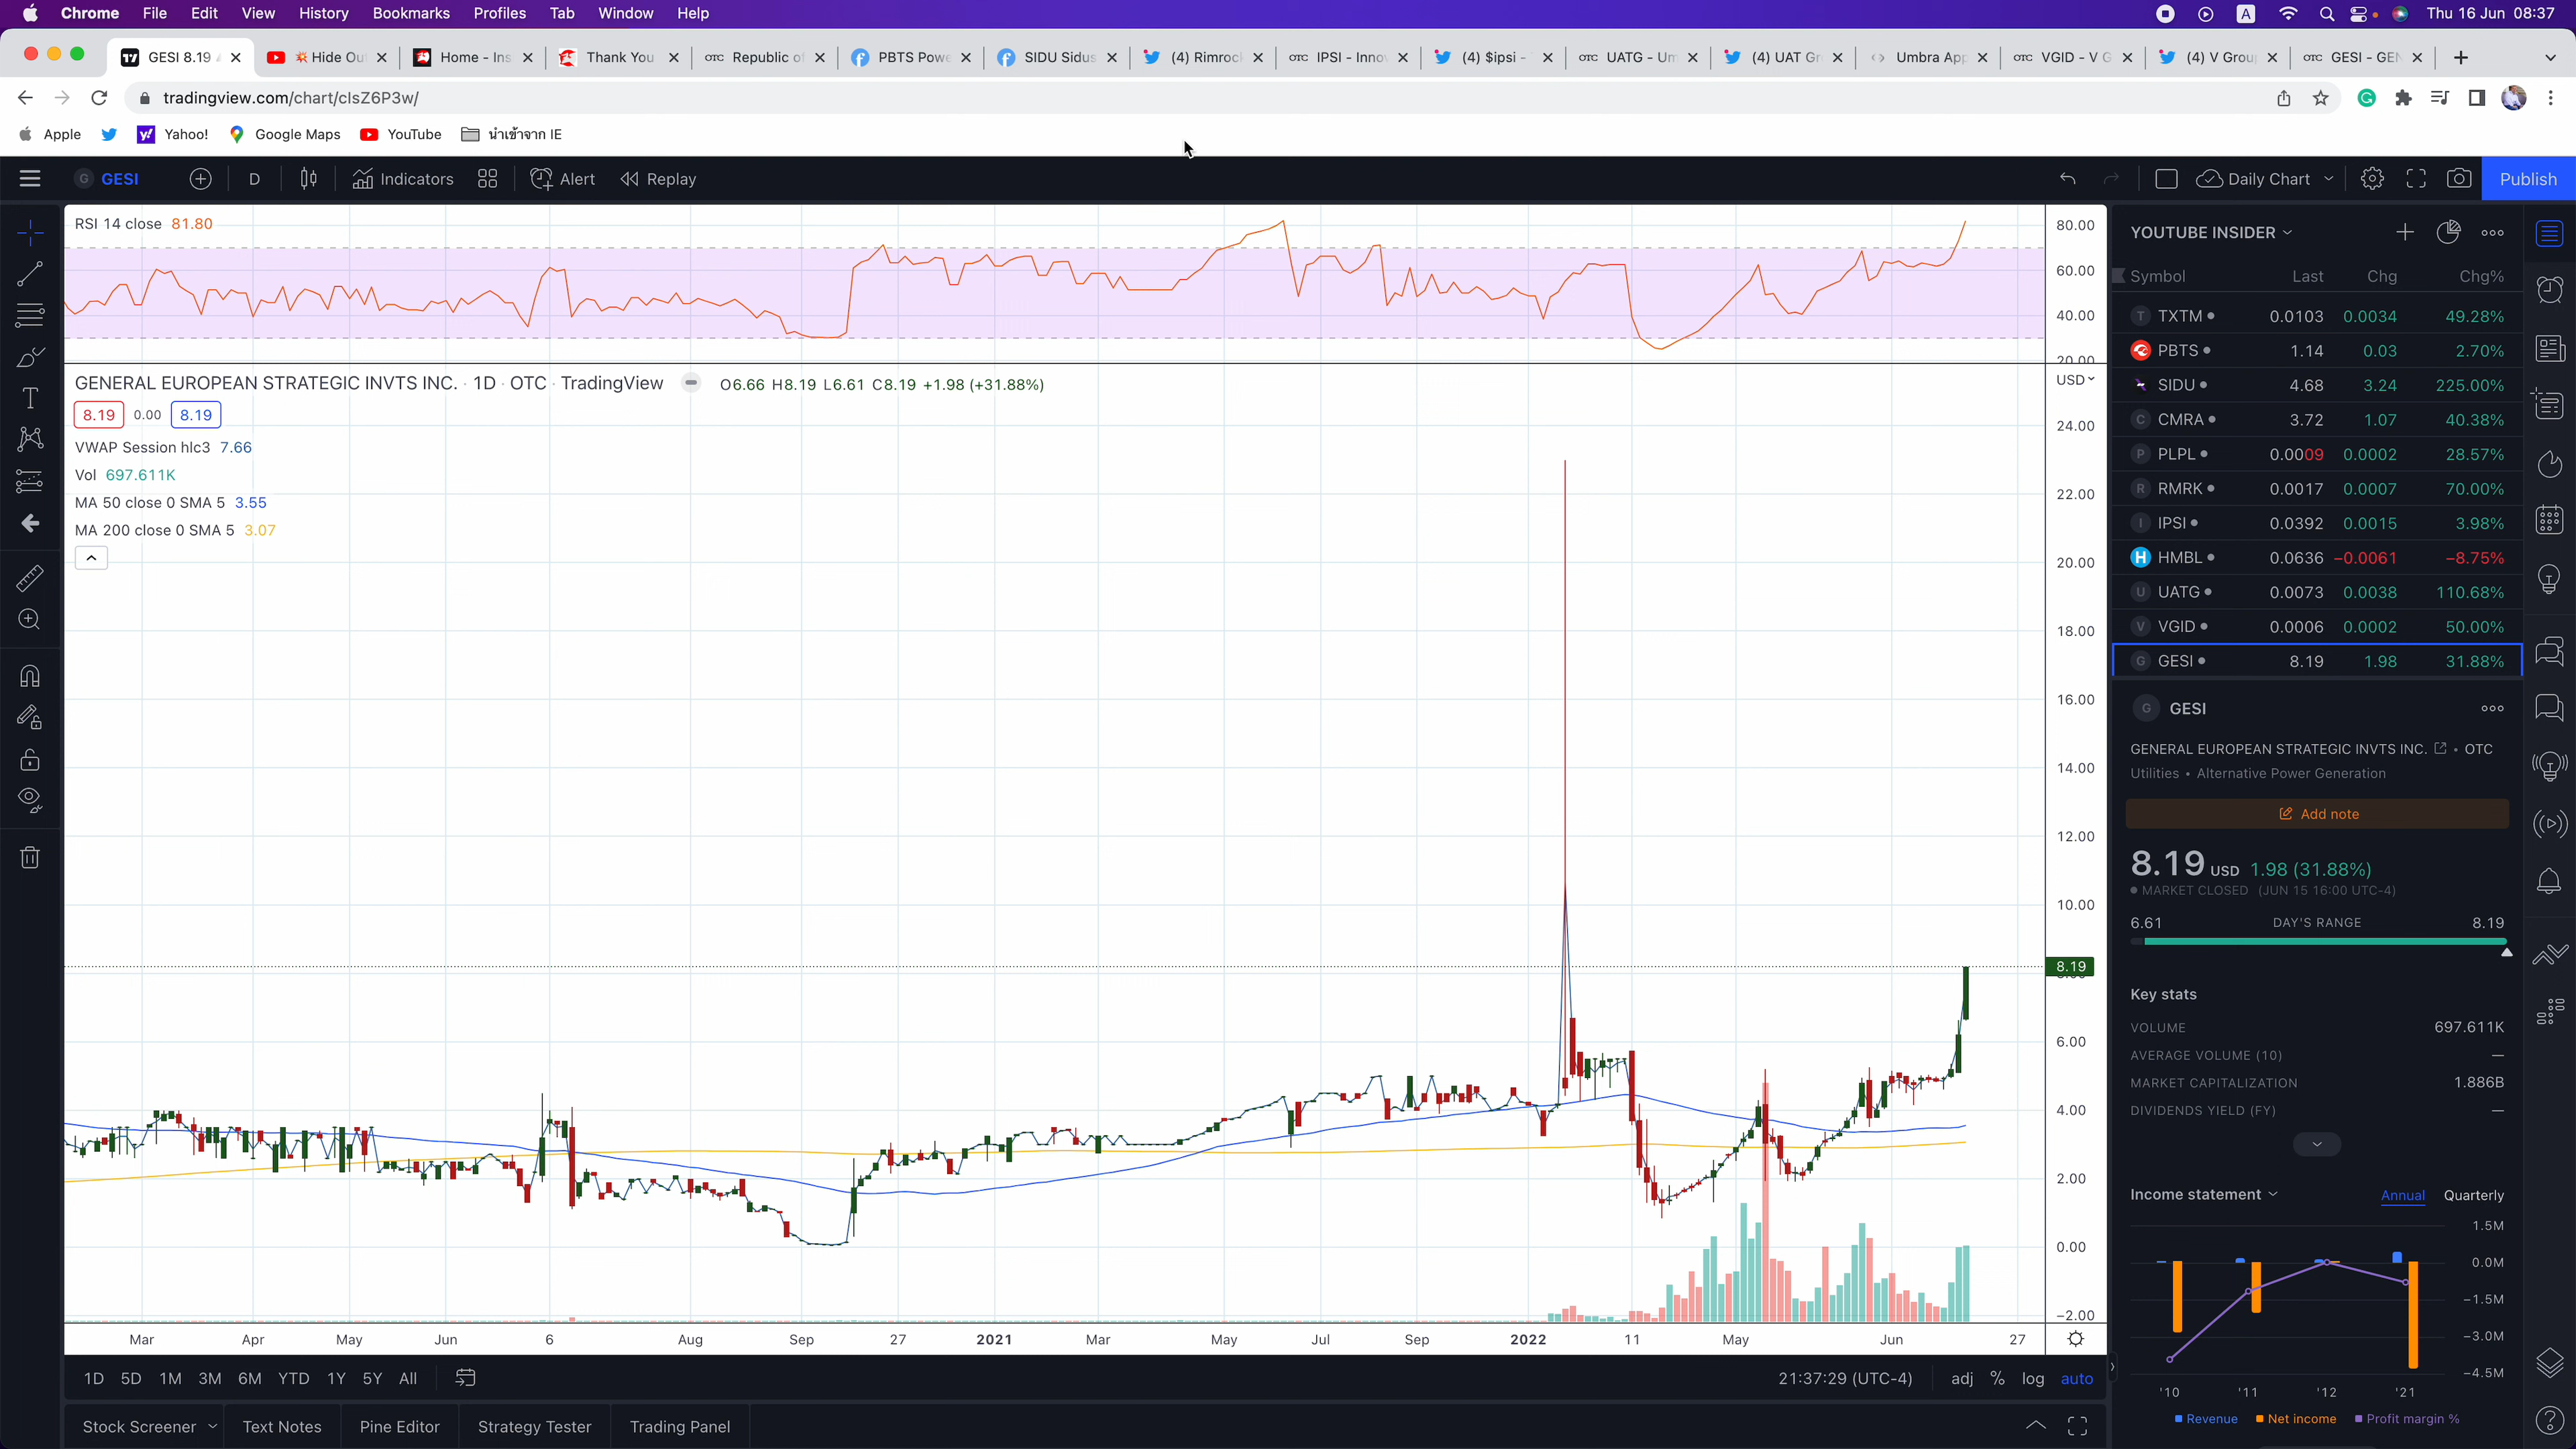 Chrome File Edit View History Bookmarks Profiles Tab Window Help A Thu 16 Jun 08:37
GESI 8.19 Hide Ou Home - Ins Thank You OTC Republic of PBTS Powe SIDU Sidus (4) Rimroc OTC IPSI - Innov (4) $ipsi - OTC UATG - Um (4) UAT Gr Umbra App OTC VGID - V G (4) V Grou OTC GESI - GEN
tradingview.com/chart/clsZ6P3w/
Apple Yahoo! Google Maps YouTube นำเข้าจาก IE
G GESI D Indicators Alert Replay Daily Chart Publish
RSI 14 close 81.80
80.00
60.00
40.00
20.00
GENERAL EUROPEAN STRATEGIC INVTS INC. · 1D · OTC · TradingView O6.66 H8.19 L6.61 C8.19 +1.98 (+31.88%)
USD
8.19 0.00 8.19
VWAP Session hlc3 7.66
Vol 697.611K
MA 50 close 0 SMA 5 3.55
MA 200 close 0 SMA 5 3.07
24.00
22.00
20.00
18.00
16.00
14.00
12.00
10.00
8.19
6.00
4.00
2.00
0.00
−2.00
Mar Apr May Jun 6 Aug Sep 27 2021 Mar May Jul Sep 2022 11 May Jun 27
1D 5D 1M 3M 6M YTD 1Y 5Y All 21:37:29 (UTC-4) adj % log auto
Stock Screener Text Notes Pine Editor Strategy Tester Trading Panel
YOUTUBE INSIDER
Symbol Last Chg Chg%
T TXTM 0.0103 0.0034 49.28%
PBTS 1.14 0.03 2.70%
SIDU 4.68 3.24 225.00%
C CMRA 3.72 1.07 40.38%
P PLPL 0.0009 0.0002 28.57%
R RMRK 0.0017 0.0007 70.00%
I IPSI 0.0392 0.0015 3.98%
H HMBL 0.0636 −0.0061 −8.75%
U UATG 0.0073 0.0038 110.68%
V VGID 0.0006 0.0002 50.00%
G GESI 8.19 1.98 31.88%
G GESI
GENERAL EUROPEAN STRATEGIC INVTS INC. • OTC
Utilities • Alternative Power Generation
Add note
8.19 USD 1.98 (31.88%)
MARKET CLOSED (JUN 15 16:00 UTC-4)
6.61 DAY'S RANGE 8.19
Key stats
VOLUME 697.611K
AVERAGE VOLUME (10) —
MARKET CAPITALIZATION 1.886B
DIVIDENDS YIELD (FY) —
Income statement Annual Quarterly
1.5M
0.0M
−1.5M
−3.0M
−4.5M
'10 '11 '12 '21
Revenue Net income Profit margin %